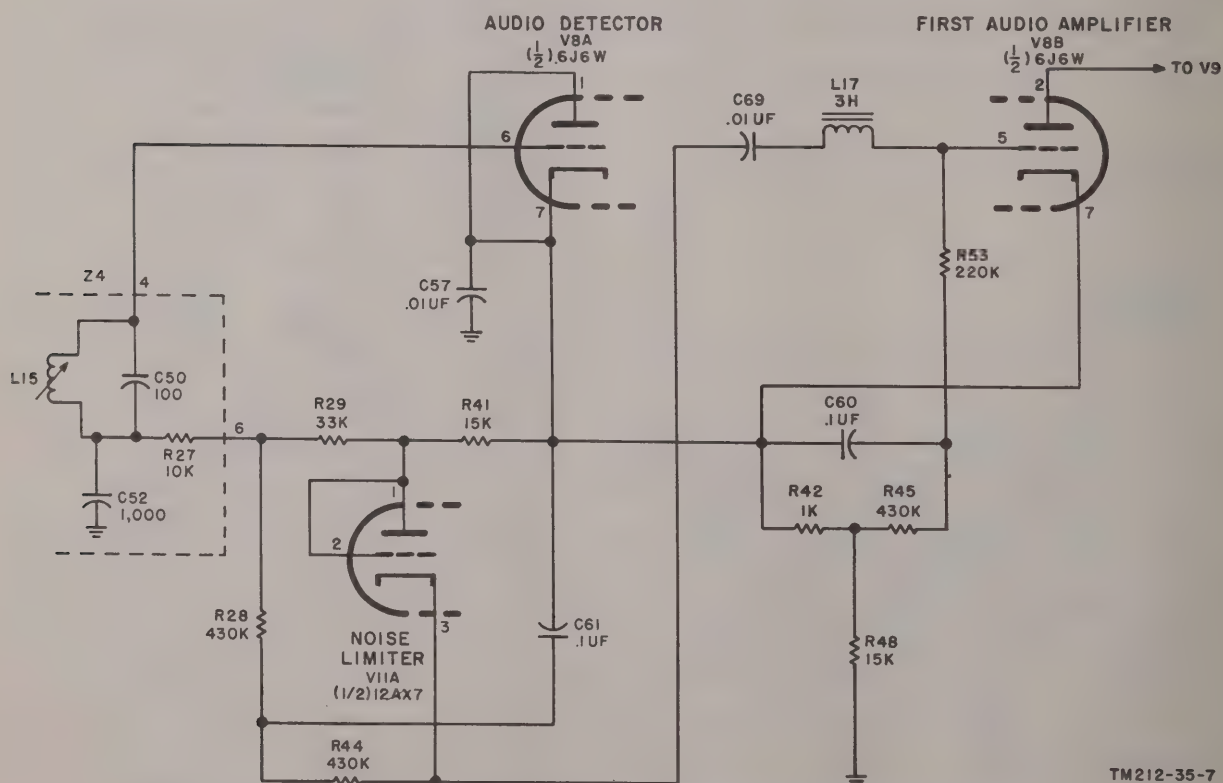 AUDIO DETECTOR
V8A
(1/2) 6J6W
FIRST AUDIO AMPLIFIER
V8B
(1/2) 6J6W
TO V9
1
6
7
2
5
7
C69
.01UF
L17
3H
Z4
4
C57
.01UF
R53
220K
L15
C50
100
R29
33K
R41
15K
C60
.1UF
6
R27
10K
C52
1,000
R42
1K
R45
430K
1
2
3
R28
430K
NOISE
LIMITER
V11A
(1/2)12AX7
C61
.1UF
R48
15K
R44
430K
TM212-35-7